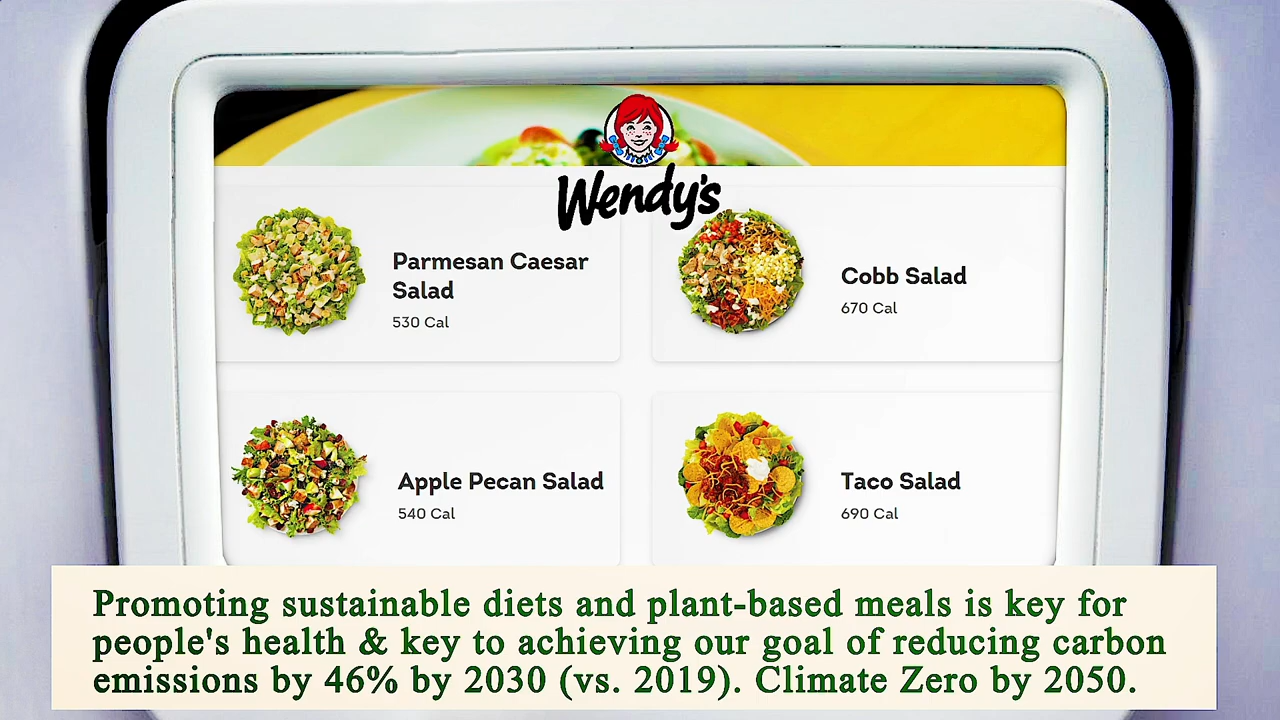 Wendy's
Parmesan Caesar
Salad
530 Cal
Cobb Salad
670 Cal
Apple Pecan Salad
540 Cal
Taco Salad
690 Cal
Promoting sustainable diets and plant-based meals is key for
people's health & key to achieving our goal of reducing carbon
emissions by 46% by 2030 (vs. 2019). Climate Zero by 2050.